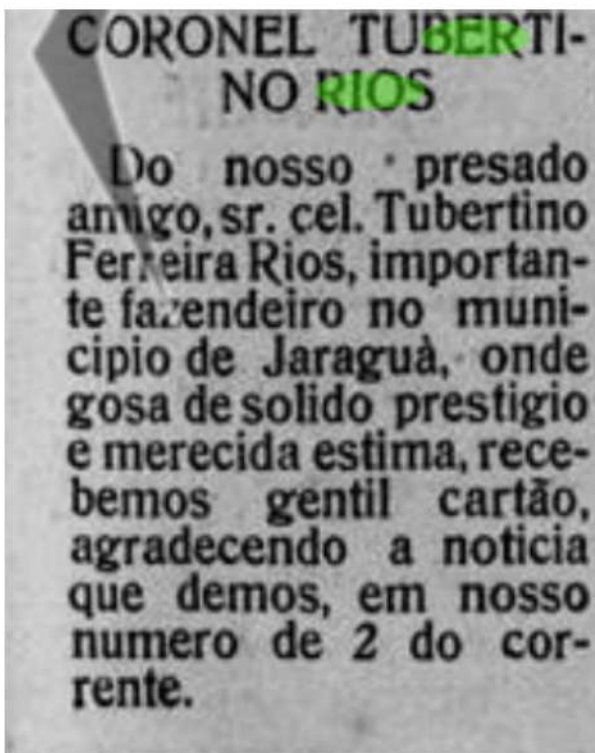 CORONEL TUBERTI-
NO RIOS
Do nosso presado
amigo, sr. cel. Tubertino
Ferreira Rios, importan-
te fazendeiro no muni-
cipio de Jaraguà, onde
gosa de solido prestigio
e merecida estima, rece-
bemos gentil cartão,
agradecendo a noticia
que demos, em nosso
numero de 2 do cor-
rente.